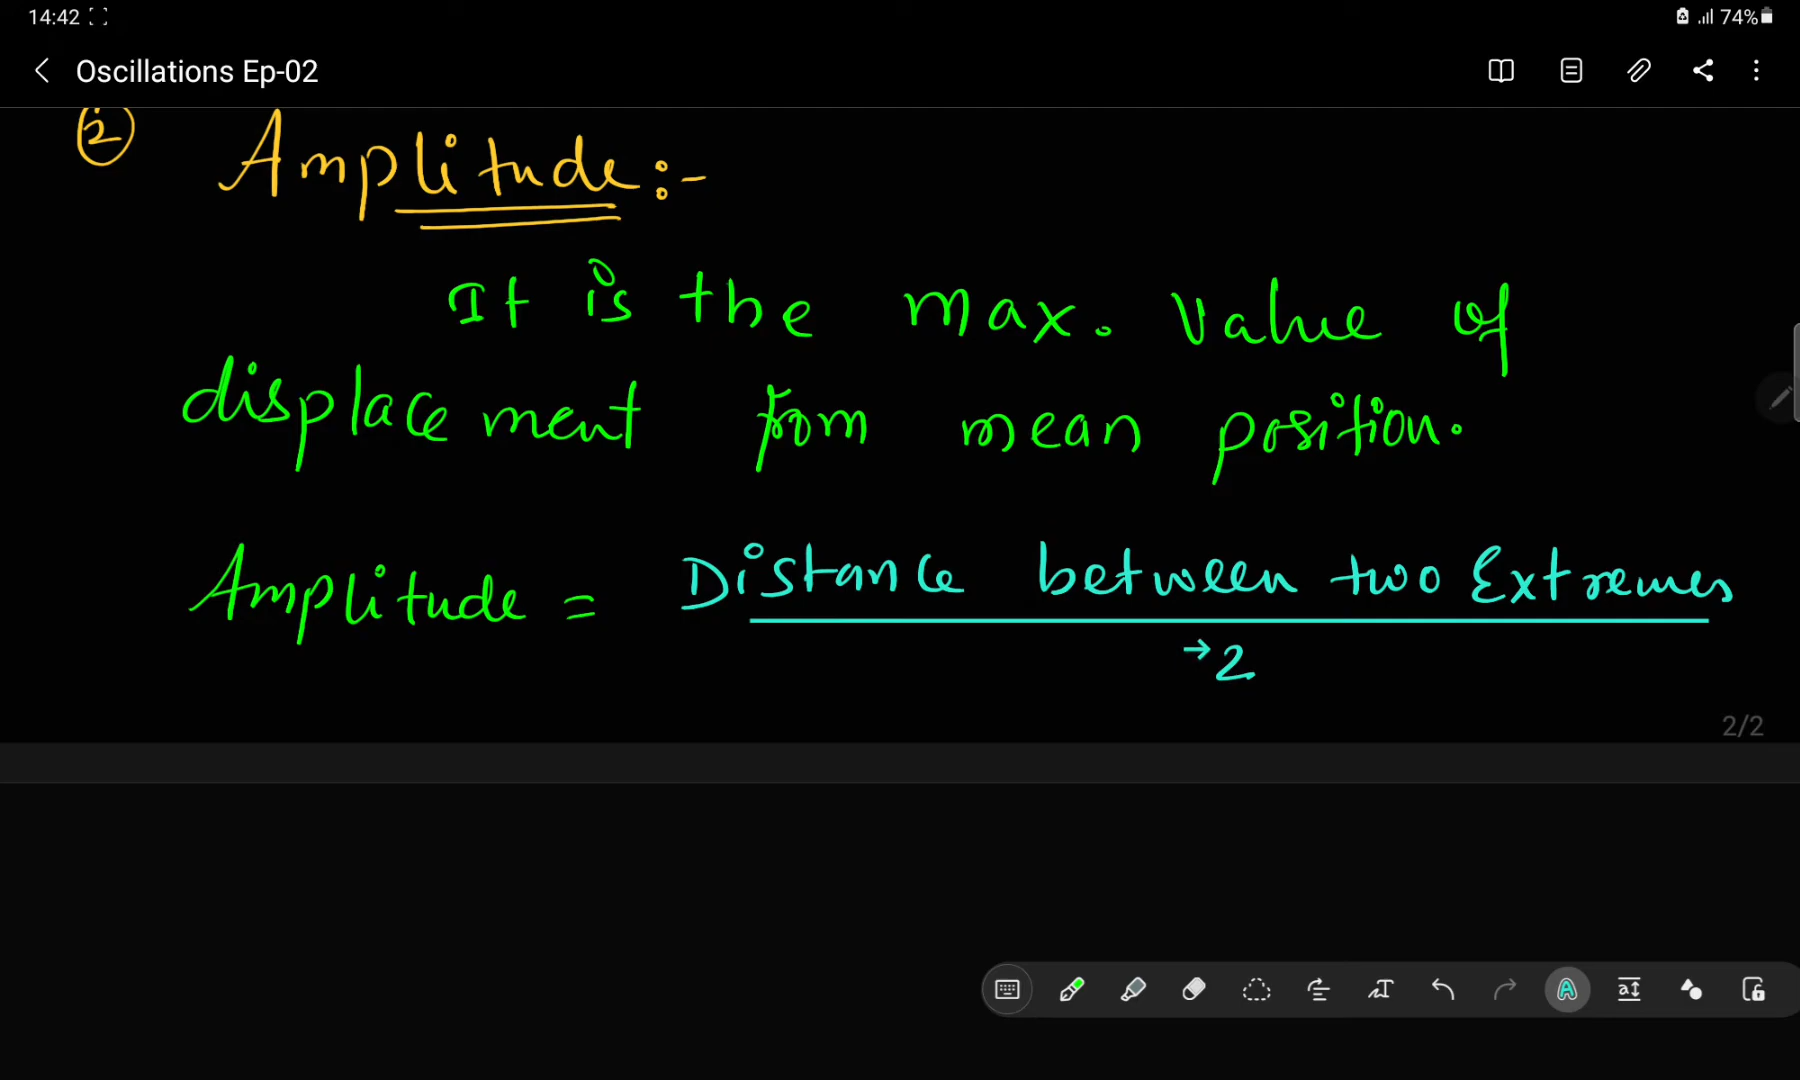 14:42
74%
Oscillations Ep-02
② Amplitude:-
It is the max. Value of
displacement from mean position.
Amplitude = Distance between two Extremes
→2
2/2